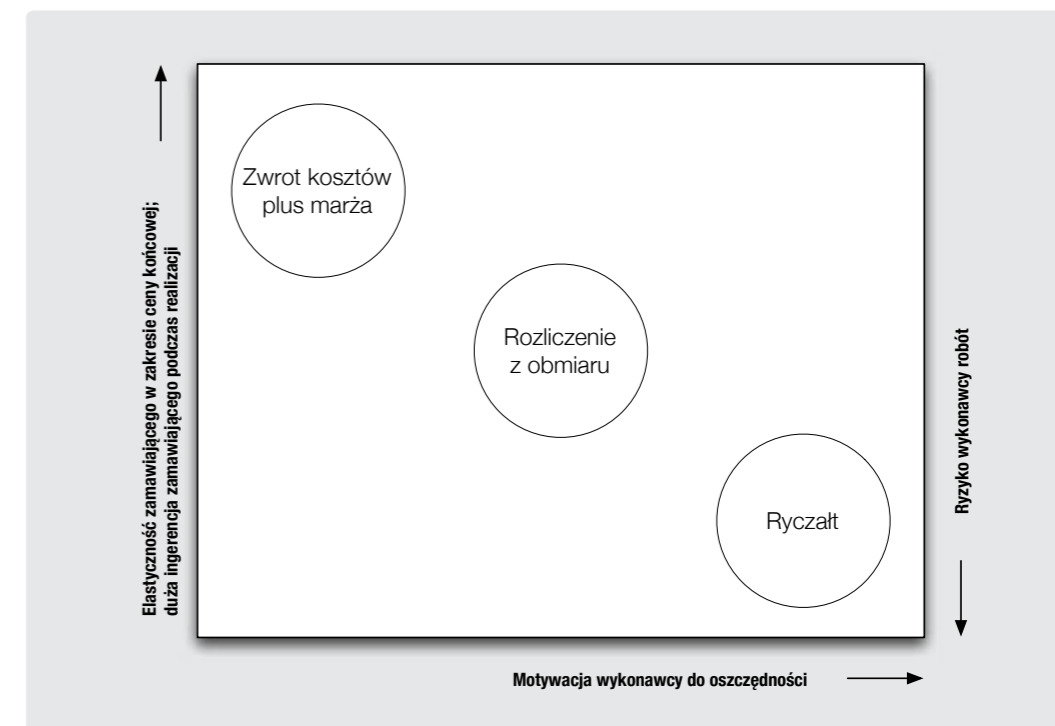 Elastyczność zamawiającego w zakresie ceny końcowej;
duża ingerencja zamawiającego podczas realizacji
Zwrot kosztów
plus marża
Rozliczenie
z obmiaru
Ryczałt
Ryzyko wykonawcy robót
Motywacja wykonawcy do oszczędności